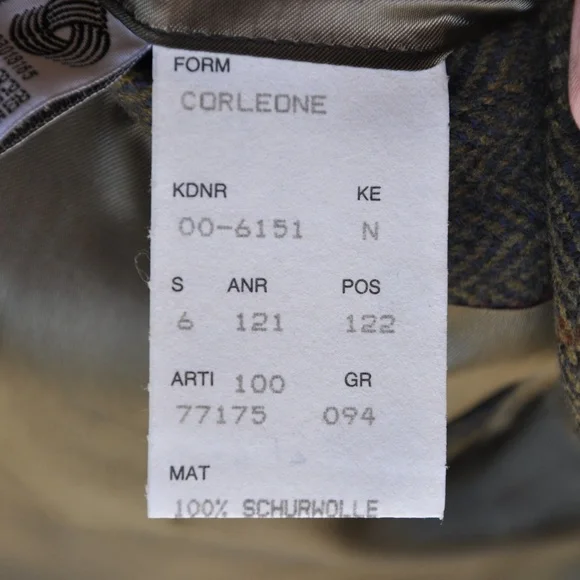 FORM
CORLEONE
KDNR KE
00-6151 N
S ANR POS
6 121 122
ARTI 100 GR
77175 094
MAT
100% SCHURWOLLE